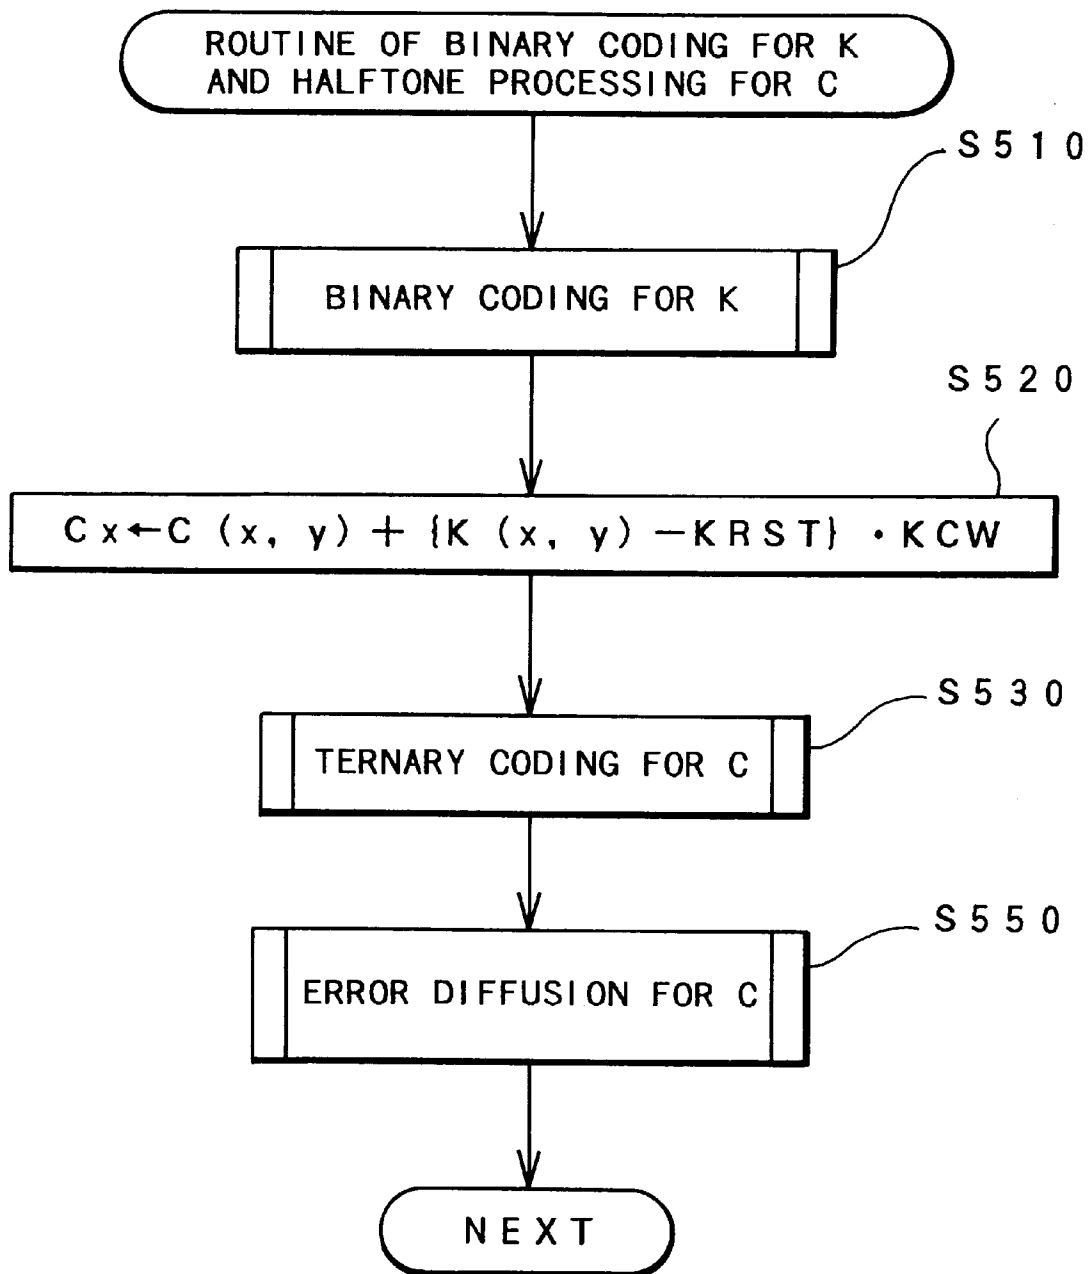 ROUTINE OF BINARY CODING FOR K
AND HALFTONE PROCESSING FOR C
S510
BINARY CODING FOR K
S520
Cx←C (x, y) + {K (x, y) −KRST} · KCW
S530
TERNARY CODING FOR C
S550
ERROR DIFFUSION FOR C
NEXT